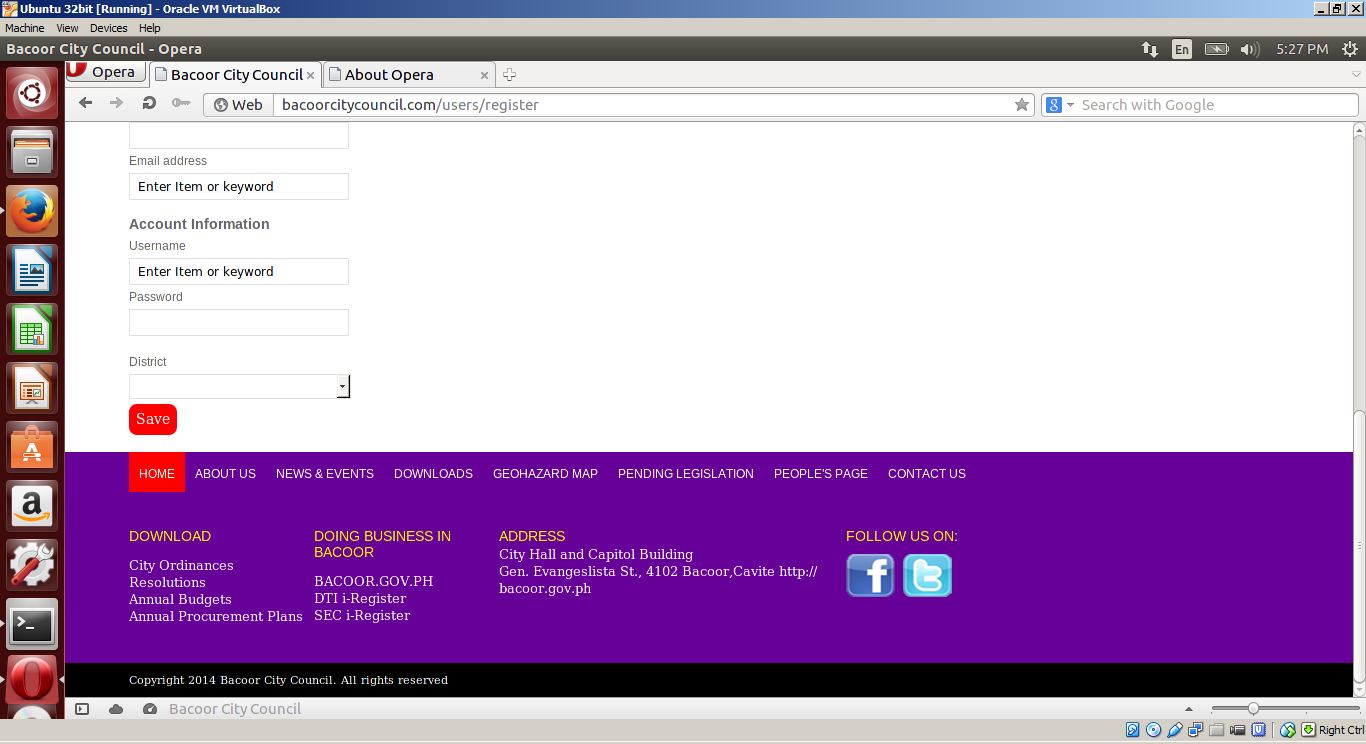 Ubuntu 32bit [Running] - Oracle VM VirtualBox
Machine View Devices Help
Bacoor City Council - Opera
En
5:27 PM
Opera
Bacoor City Council
About Opera
Web
bacoorcitycouncil.com/users/register
8
Search with Google
Email address
Enter Item or keyword
Account Information
Username
Enter Item or keyword
Password
District
Save
HOME ABOUT US NEWS & EVENTS DOWNLOADS GEOHAZARD MAP PENDING LEGISLATION PEOPLE'S PAGE CONTACT US
DOWNLOAD
City Ordinances
Resolutions
Annual Budgets
Annual Procurement Plans
DOING BUSINESS IN
BACOOR
BACOOR.GOV.PH
DTI i-Register
SEC i-Register
ADDRESS
City Hall and Capitol Building
Gen. Evangeslista St., 4102 Bacoor,Cavite http://
bacoor.gov.ph
FOLLOW US ON:
f
t
Copyright 2014 Bacoor City Council. All rights reserved
Bacoor City Council
Right Ctrl